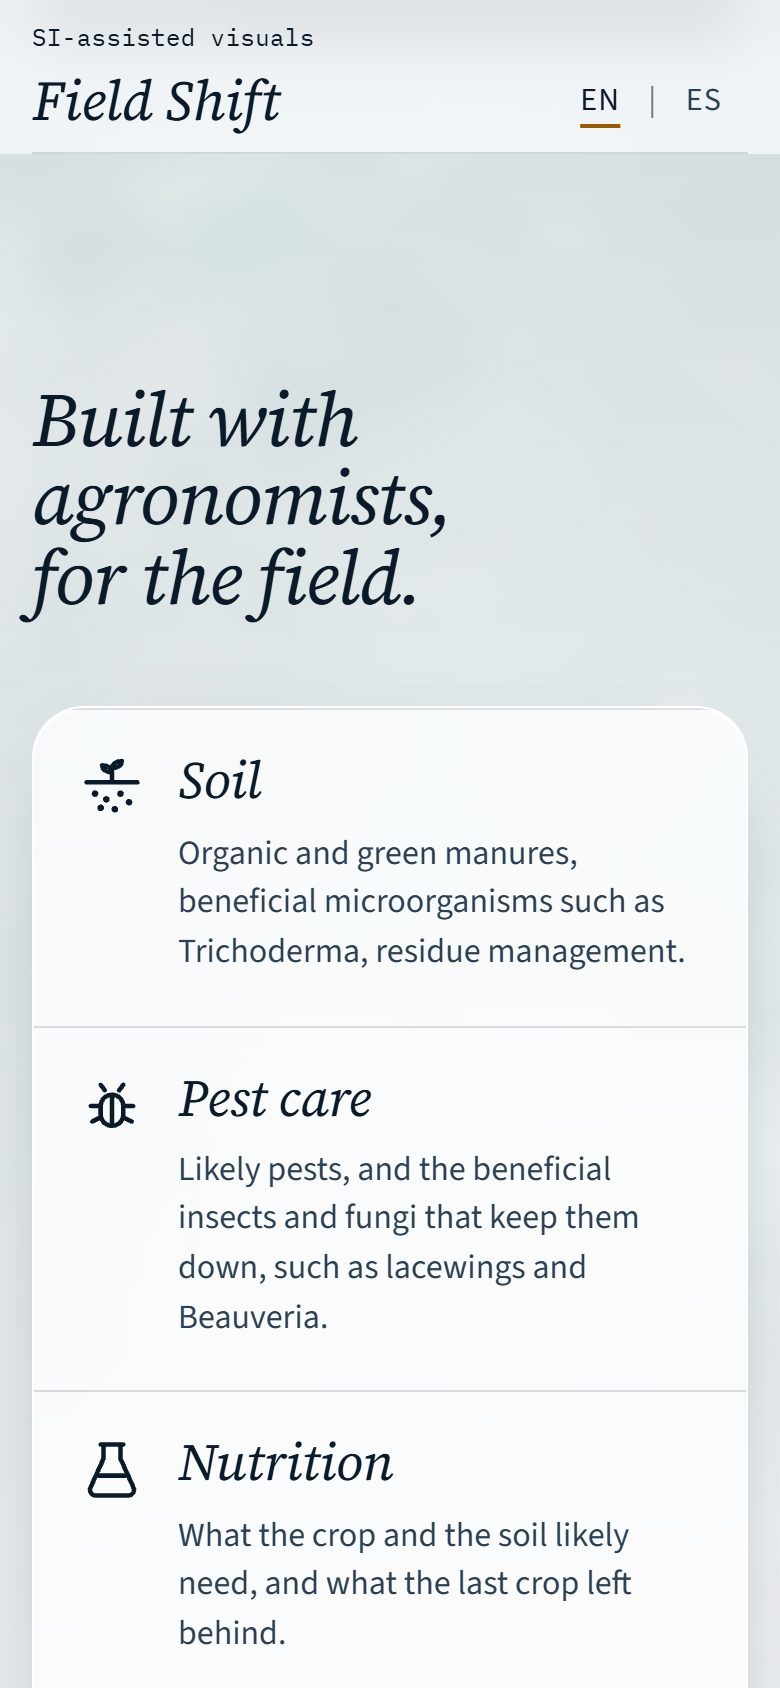 SI-assisted visuals
Field Shift
EN | ES
Built with
agronomists,
for the field.
Soil
Organic and green manures,
beneficial microorganisms such as
Trichoderma, residue management.
Pest care
Likely pests, and the beneficial
insects and fungi that keep them
down, such as lacewings and
Beauveria.
Nutrition
What the crop and the soil likely
need, and what the last crop left
behind.